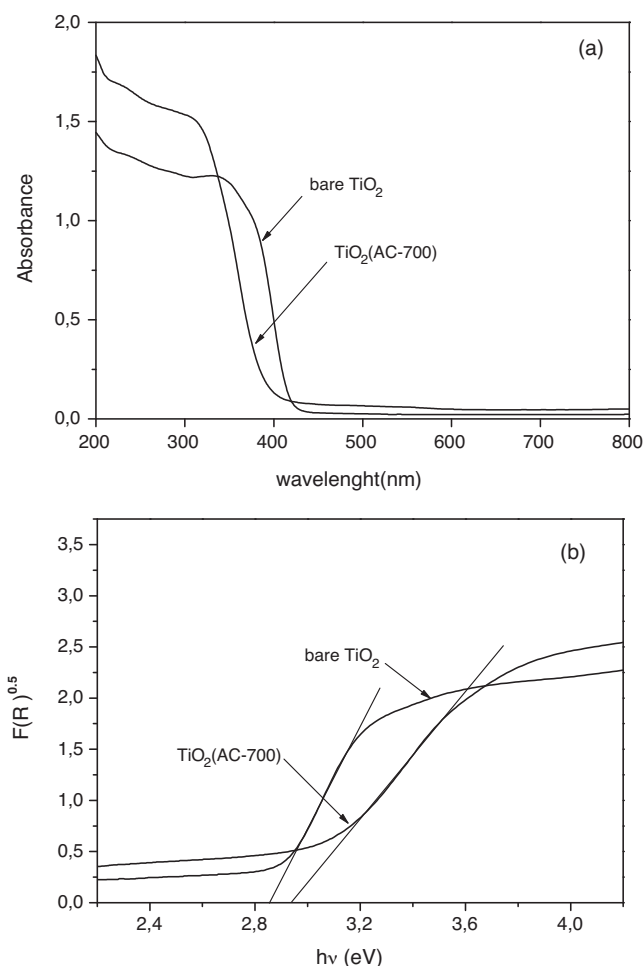 (a)
2,0
1,5
1,0
0,5
0,0
Absorbance
bare TiO₂
TiO₂(AC-700)
200 300 400 500 600 700 800
wavelenght(nm)
(b)
3,5
3,0
2,5
2,0
1,5
1,0
0,5
0,0
F(R)^0.5
bare TiO₂
TiO₂(AC-700)
2,4 2,8 3,2 3,6 4,0
hν (eV)